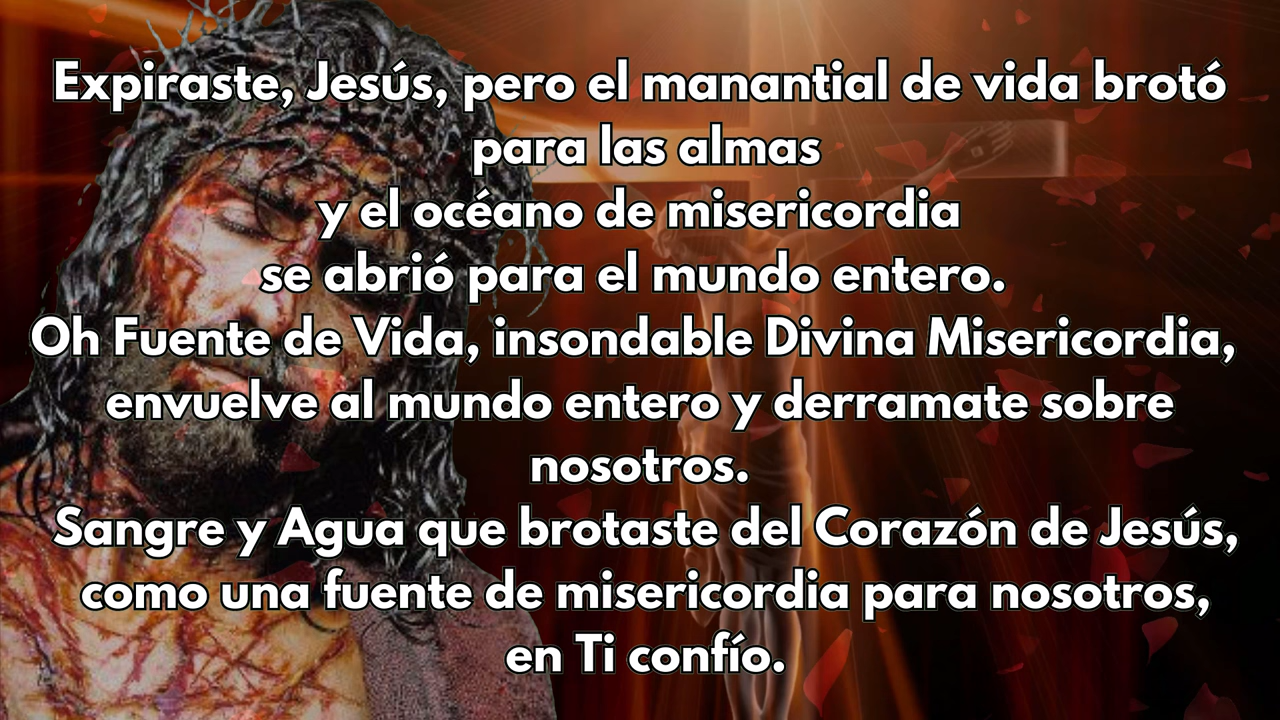 Expiraste, Jesús, pero el manantial de vida brotó
para las almas
y el océano de misericordia
se abrió para el mundo entero.
Oh Fuente de Vida, insondable Divina Misericordia,
envuelve al mundo entero y derramate sobre
nosotros.
Sangre y Agua que brotaste del Corazón de Jesús,
como una fuente de misericordia para nosotros,
en Ti confío.